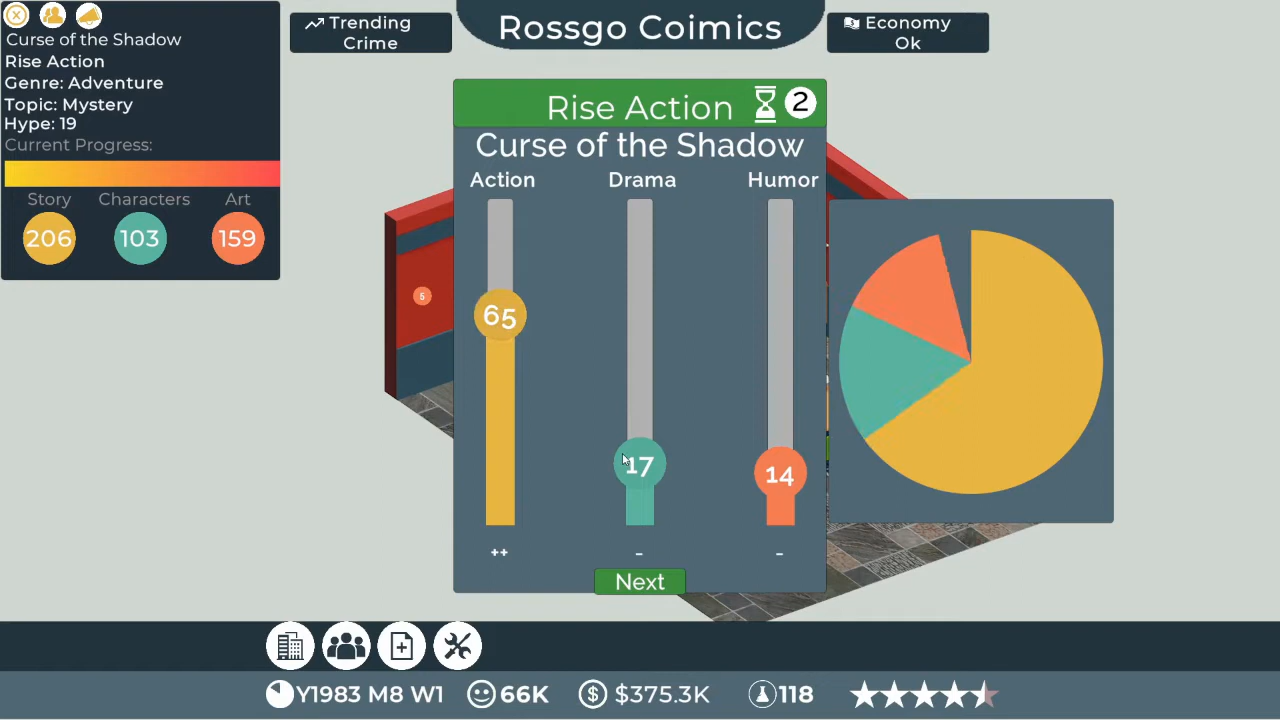 Curse of the Shadow
Rise Action
Genre: Adventure
Topic: Mystery
Hype: 19
Current Progress:
Story Characters Art
206 103 159
Trending
Crime
Rossgo Coimics
Economy
Ok
Rise Action 2
Curse of the Shadow
Action Drama Humor
65 17 14
++ - -
Next
5
Y1983 M8 W1 66K $ $375.3K 118